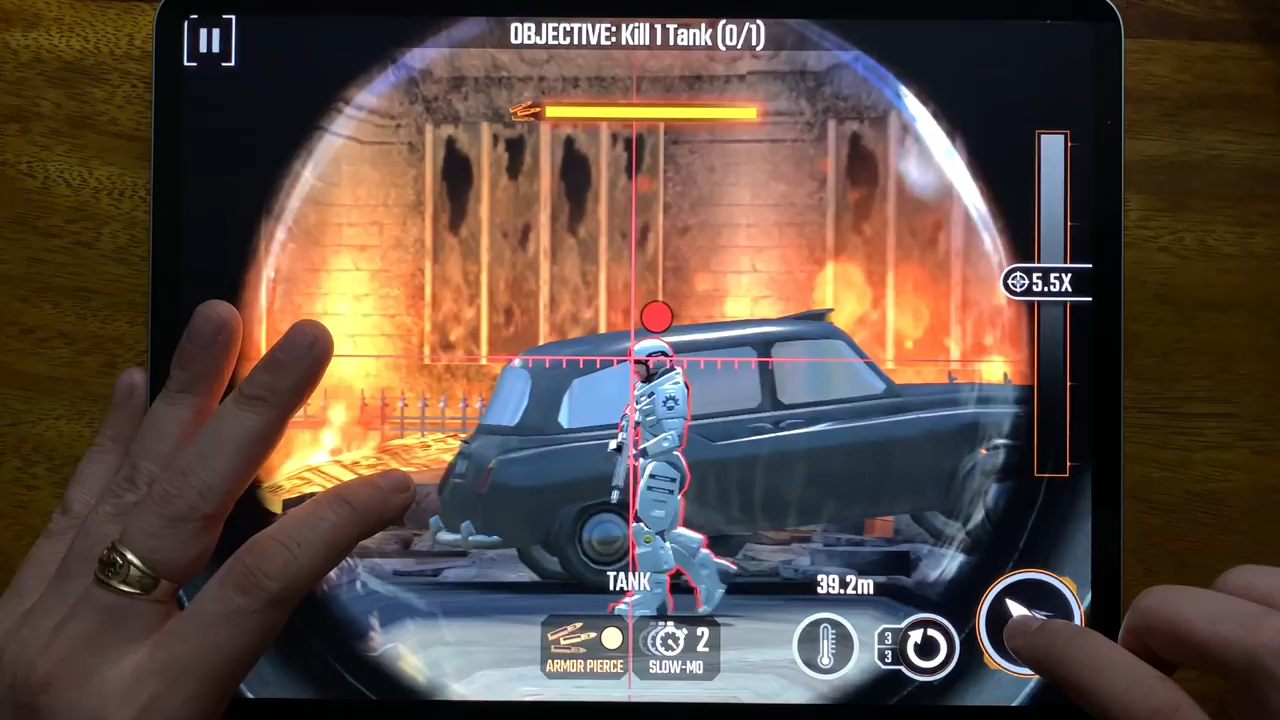 OBJECTIVE: Kill 1 Tank (0/1)
5.5X
TANK
39.2m
2
3
3
ARMOR PIERCE
SLOW-MO